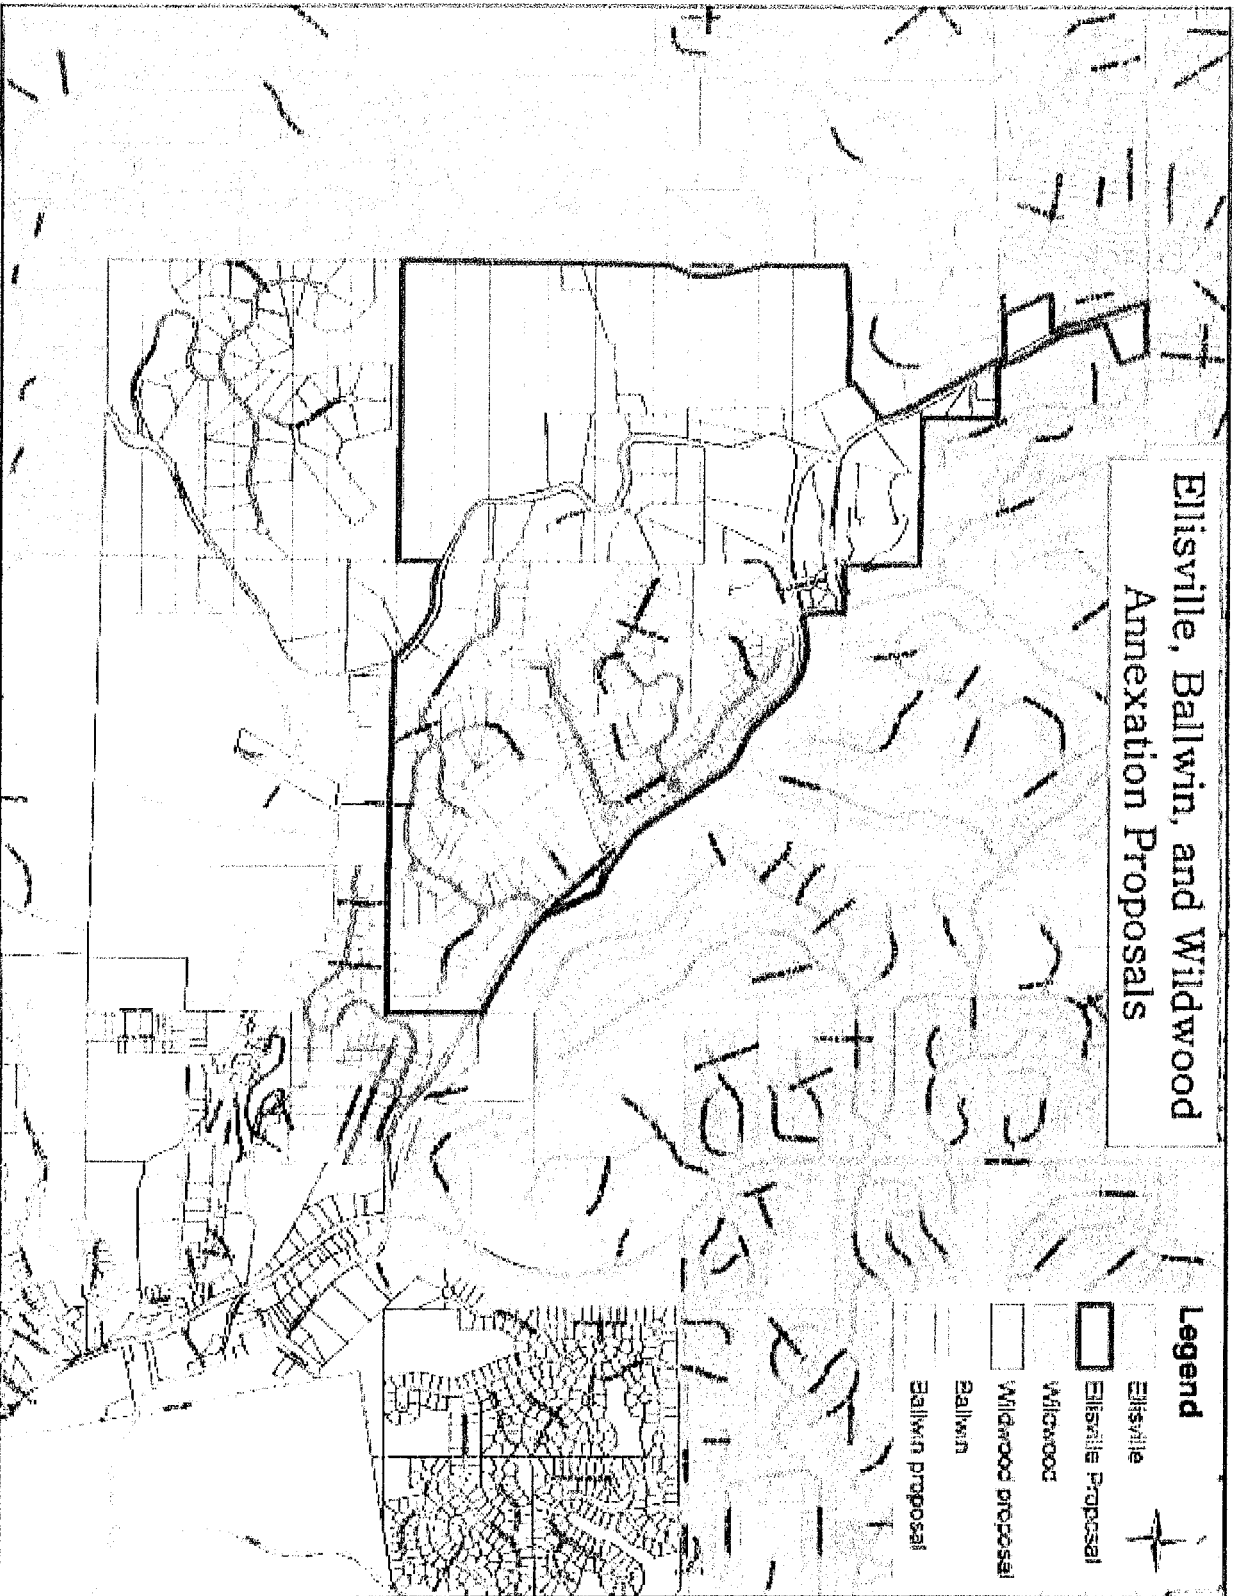 Ellisville, Ballwin, and Wildwood
Annexation Proposals
Legend
Ellisville
Ellisville Proposal
Wildwood
Wildwood proposal
Ballwin
Ballwin proposal